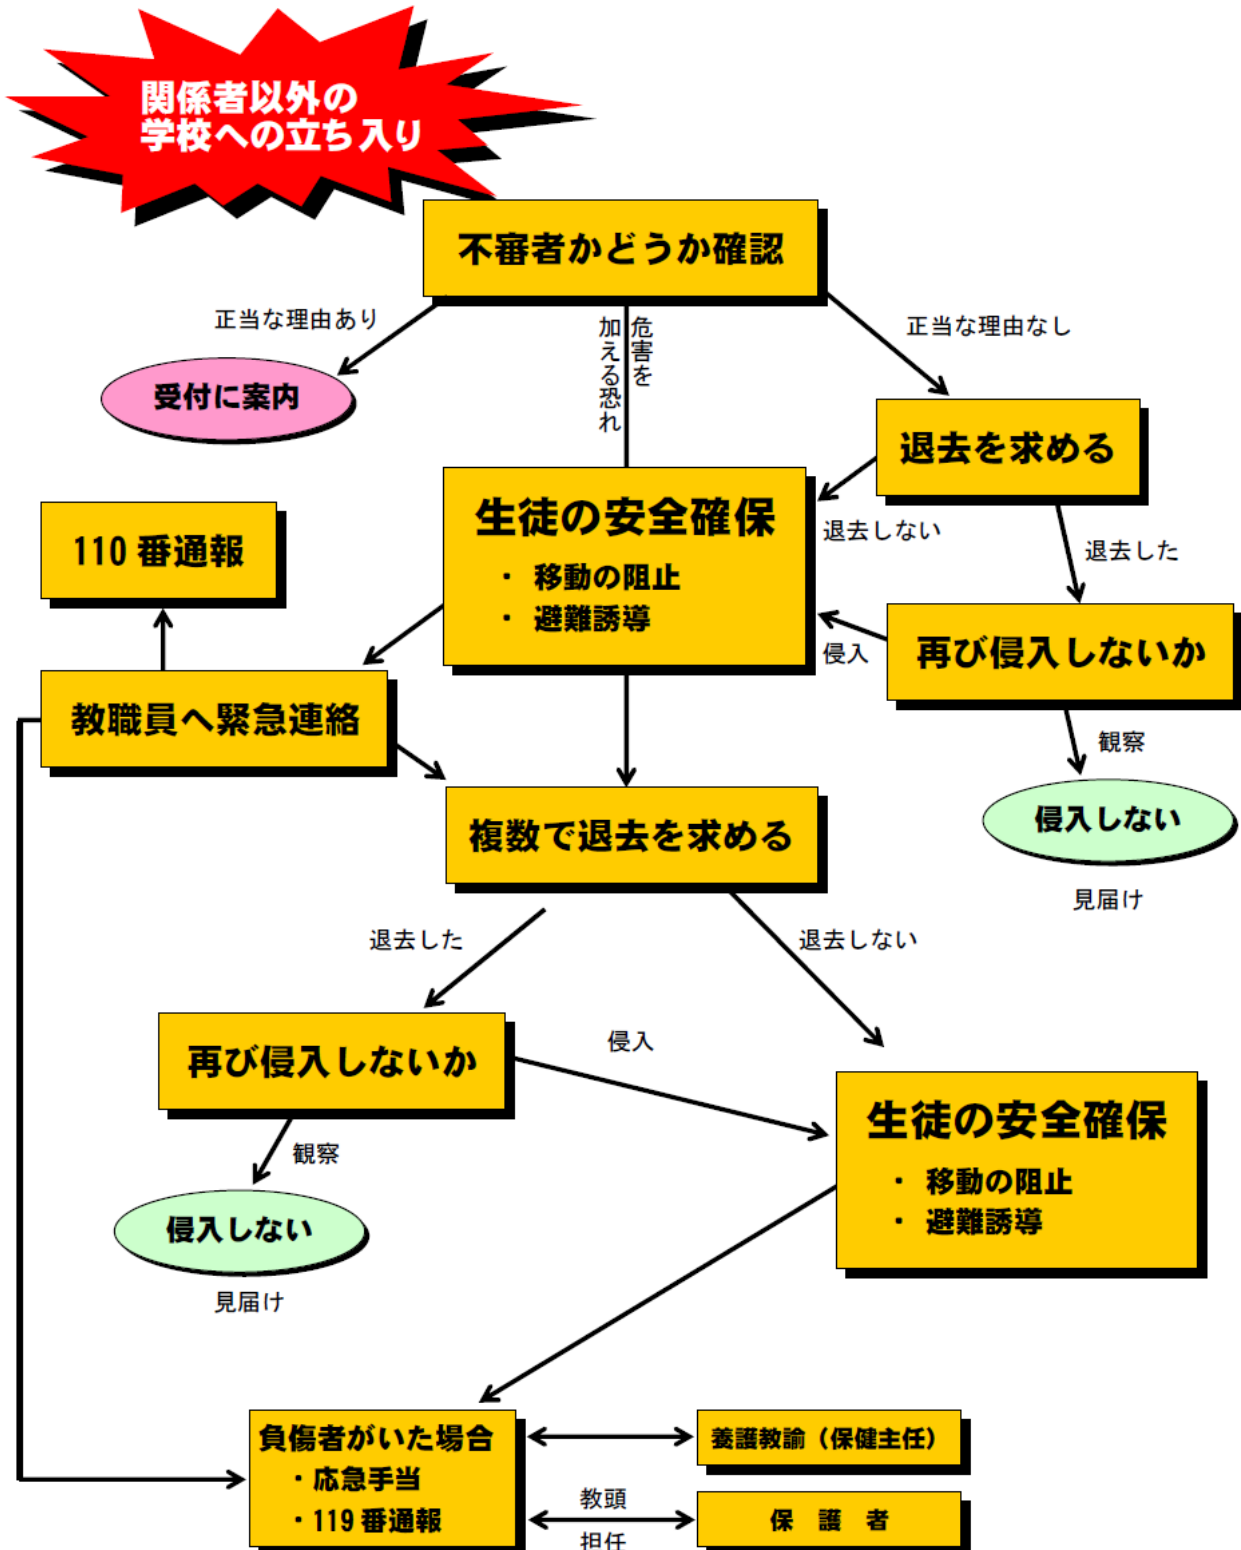 関係者以外の
学校への立ち入り
不審者かどうか確認
正当な理由あり
危害を
加える恐れ
正当な理由なし
受付に案内
退去を求める
生徒の安全確保
・ 移動の阻止
・ 避難誘導
退去しない
退去した
110番通報
侵入
再び侵入しないか
教職員へ緊急連絡
観察
侵入しない
見届け
複数で退去を求める
退去した
退去しない
再び侵入しないか
侵入
生徒の安全確保
・ 移動の阻止
・ 避難誘導
観察
侵入しない
見届け
負傷者がいた場合
・応急手当
・119番通報
養護教諭（保健主任）
教頭
担任
保 護 者